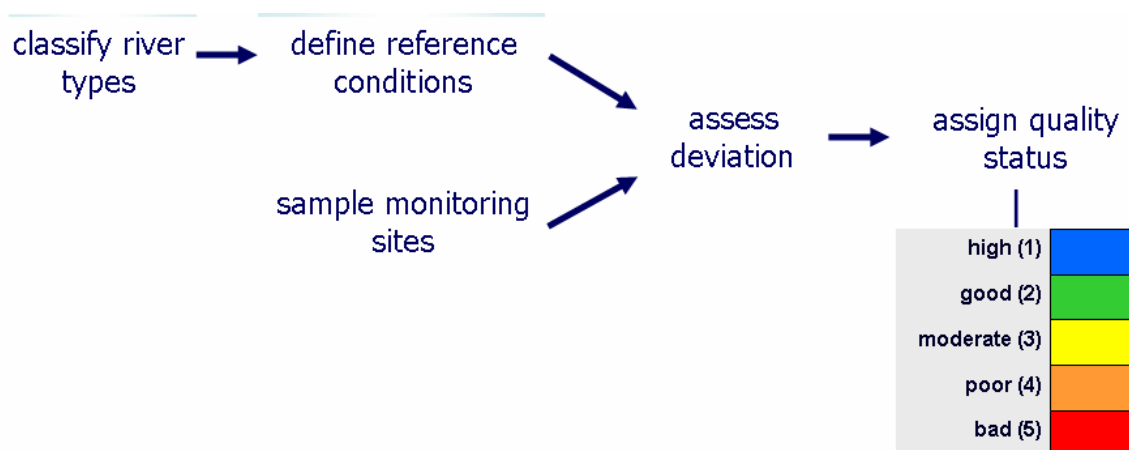 classify river
types
define reference
conditions
sample monitoring
sites
assess
deviation
assign quality
status
high (1)
good (2)
moderate (3)
poor (4)
bad (5)